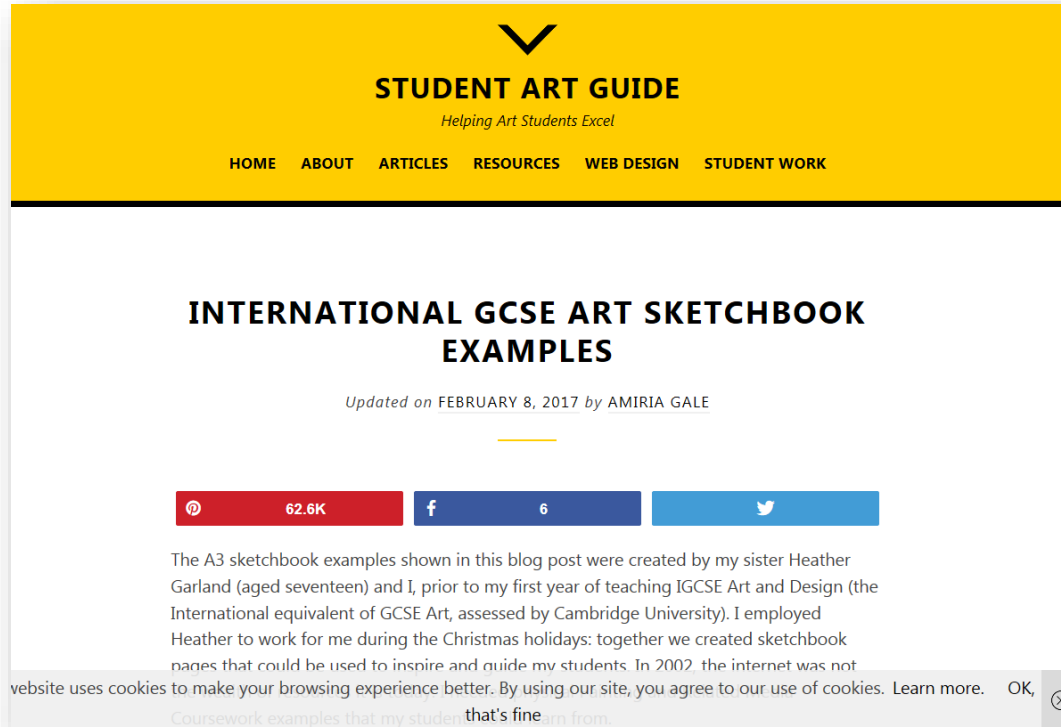 STUDENT ART GUIDE
Helping Art Students Excel
HOME ABOUT ARTICLES RESOURCES WEB DESIGN STUDENT WORK
INTERNATIONAL GCSE ART SKETCHBOOK
EXAMPLES
Updated on FEBRUARY 8, 2017 by AMIRIA GALE
62.6K 6
The A3 sketchbook examples shown in this blog post were created by my sister Heather
Garland (aged seventeen) and I, prior to my first year of teaching IGCSE Art and Design (the
International equivalent of GCSE Art, assessed by Cambridge University). I employed
Heather to work for me during the Christmas holidays: together we created sketchbook
pages that could be used to inspire and guide my students. In 2002, the internet was not
vebsite uses cookies to make your browsing experience better. By using our site, you agree to our use of cookies. Learn more. OK,
that's fine
Coursework examples that my students could learn from.